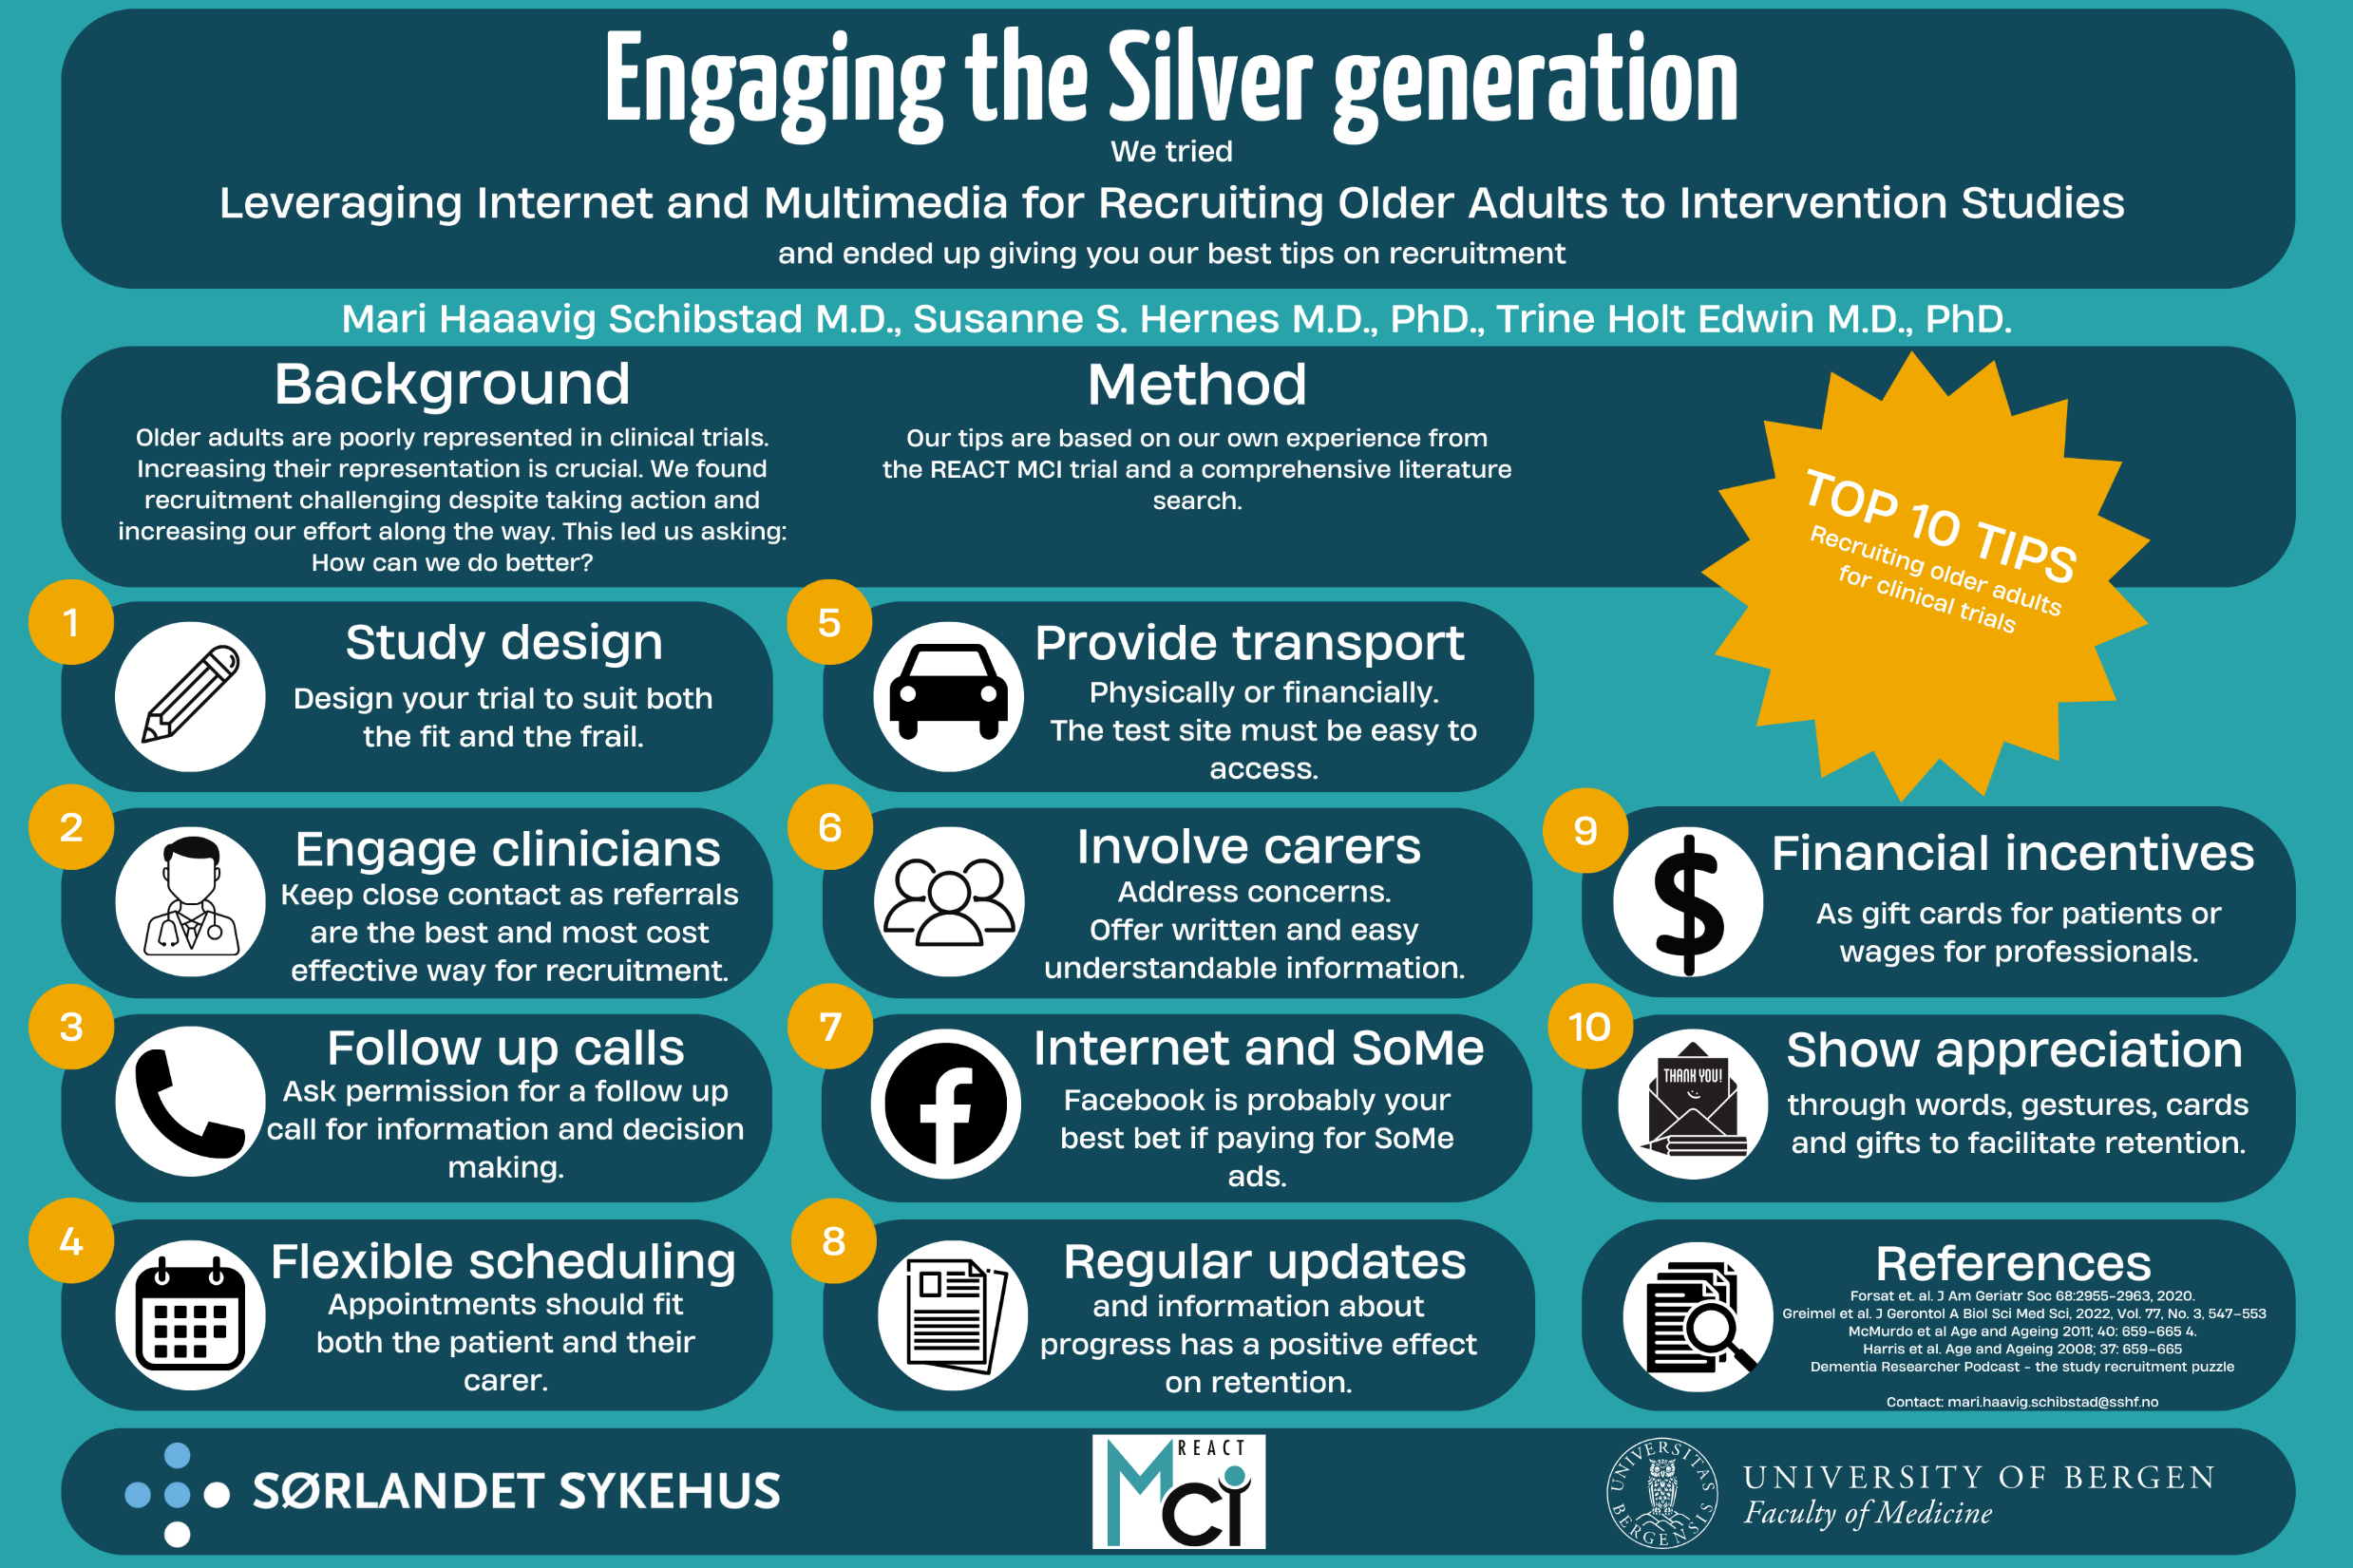 Engaging the Silver generation
We tried
Leveraging Internet and Multimedia for Recruiting Older Adults to Intervention Studies
and ended up giving you our best tips on recruitment
Mari Haaavig Schibstad M.D., Susanne S. Hernes M.D., PhD., Trine Holt Edwin M.D., PhD.
Background
Older adults are poorly represented in clinical trials.
Increasing their representation is crucial. We found
recruitment challenging despite taking action and
increasing our effort along the way. This led us asking:
How can we do better?
Method
Our tips are based on our own experience from
the REACT MCI trial and a comprehensive literature
search.
TOP 10 TIPS
Recruiting older adults
for clinical trials
1
Study design
Design your trial to suit both
the fit and the frail.
2
Engage clinicians
Keep close contact as referrals
are the best and most cost
effective way for recruitment.
3
Follow up calls
Ask permission for a follow up
call for information and decision
making.
4
Flexible scheduling
Appointments should fit
both the patient and their
carer.
5
Provide transport
Physically or financially.
The test site must be easy to
access.
6
Involve carers
Address concerns.
Offer written and easy
understandable information.
7
Internet and SoMe
Facebook is probably your
best bet if paying for SoMe
ads.
8
Regular updates
and information about
progress has a positive effect
on retention.
9
Financial incentives
As gift cards for patients or
wages for professionals.
10
THANK YOU!
Show appreciation
through words, gestures, cards
and gifts to facilitate retention.
References
Forsat et. al. J Am Geriatr Soc 68:2955-2963, 2020.
Greimel et al. J Gerontol A Biol Sci Med Sci, 2022, Vol. 77, No. 3, 547–553
McMurdo et al Age and Ageing 2011; 40: 659–665 4.
Harris et al. Age and Ageing 2008; 37: 659–665
Dementia Researcher Podcast - the study recruitment puzzle
Contact: mari.haavig.schibstad@sshf.no
SØRLANDET SYKEHUS
REACT
MCi
UNIVERSITAS BERGENSIS
UNIVERSITY OF BERGEN
Faculty of Medicine